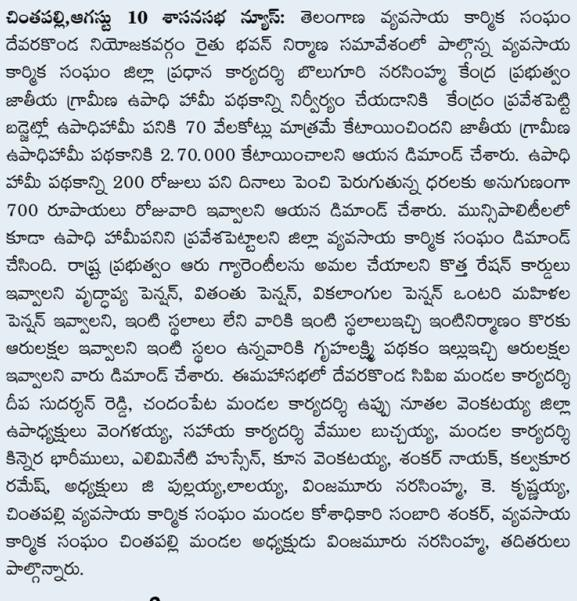 చింతపల్లి,ఆగస్టు 10 శాసనసభ న్యూస్: తెలంగాణ వ్యవసాయ కార్మిక సంఘం
దేవరకొండ నియోజకవర్గం రైతు భవన్ నిర్మాణ సమావేశంలో పాల్గొన్న వ్యవసాయ
కార్మిక సంఘం జిల్లా ప్రధాన కార్యదర్శి బొలుగూరి నరసింహ్మ కేంద్ర ప్రభుత్వం
జాతీయ గ్రామీణ ఉపాధి హామీ పథకాన్ని నిర్వీర్యం చేయడానికి కేంద్రం ప్రవేశపెట్టి
బడ్జెట్లో ఉపాధిహామీ పనికి 70 వేలకోట్లు మాత్రమే కేటాయించిందని జాతీయ గ్రామీణ
ఉపాధిహామీ పథకానికి 2.70.000 కేటాయించాలని ఆయన డిమాండ్ చేశారు. ఉపాధి
హామీ పథకాన్ని 200 రోజులు పని దినాలు పెంచి పెరుగుతున్న ధరలకు అనుగుణంగా
700 రూపాయలు రోజువారి ఇవ్వాలని ఆయన డిమాండ్ చేశారు. మున్సిపాలిటీలలో
కూడా ఉపాధి హామీపనిని ప్రవేశపెట్టాలని జిల్లా వ్యవసాయ కార్మిక సంఘం డిమాండ్
చేసింది. రాష్ట్ర ప్రభుత్వం ఆరు గ్యారెంటీలను అమల చేయాలని కొత్త రేషన్ కార్డులు
ఇవ్వాలని వృద్ధాప్య పెన్షన్, వితంతు పెన్షన్, వికలాంగుల పెన్షన్ ఒంటరి మహిళల
పెన్షన్ ఇవ్వాలని, ఇంటి స్థలాలు లేని వారికి ఇంటి స్థలాలుఇచ్చి ఇంటినిర్మాణం కొరకు
ఆరులక్షల ఇవ్వాలని ఇంటి స్థలం ఉన్నవారికి గృహలక్ష్మి పథకం ఇల్లుఇచ్చి ఆరులక్షల
ఇవ్వాలని వారు డిమాండ్ చేశారు. ఈమహాసభలో దేవరకొండ సిపిఐ మండల కార్యదర్శి
దీప సుదర్శన్ రెడ్డి, చందంపేట మండల కార్యదర్శి ఉప్పు నూతల వెంకటయ్య జిల్లా
ఉపాధ్యక్షులు వెంగళయ్య, సహాయ కార్యదర్శి వేముల బుచ్చయ్య, మండల కార్యదర్శి
కిన్నెర భారీములు, ఎలిమినేటి హుస్సేన్, కూన వెంకటయ్య, శంకర్ నాయక్, కల్వకూర
రమేష్, అధ్యక్షులు జి పుల్లయ్య,లాలయ్య, వింజమూరు నరసింహ్మ, కె. కృష్ణయ్య,
చింతపల్లి వ్యవసాయ కార్మిక సంఘం మండల కోశాధికారి సంబారి శంకర్, వ్యవసాయ
కార్మిక సంఘం చింతపల్లి మండల అధ్యక్షుడు వింజమూరు నరసింహ్మ, తదితరులు
పాల్గొన్నారు.